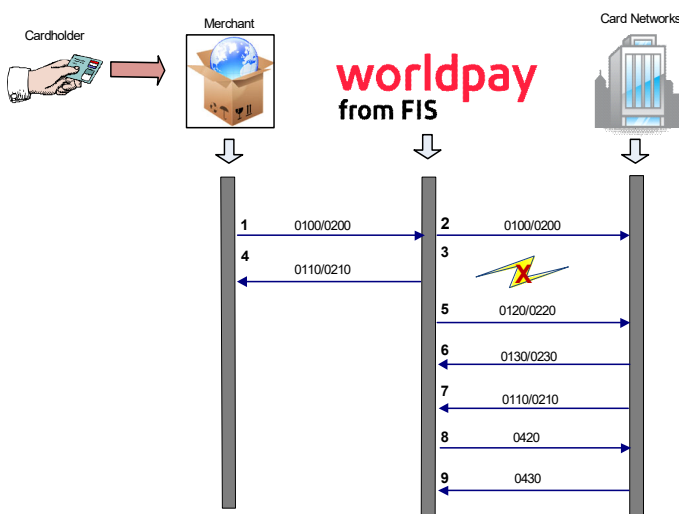 Cardholder
Merchant
Card Networks
worldpay
from FIS
1 0100/0200
2 0100/0200
4 0110/0210
3 X
5 0120/0220
6 0130/0230
7 0110/0210
8 0420
9 0430